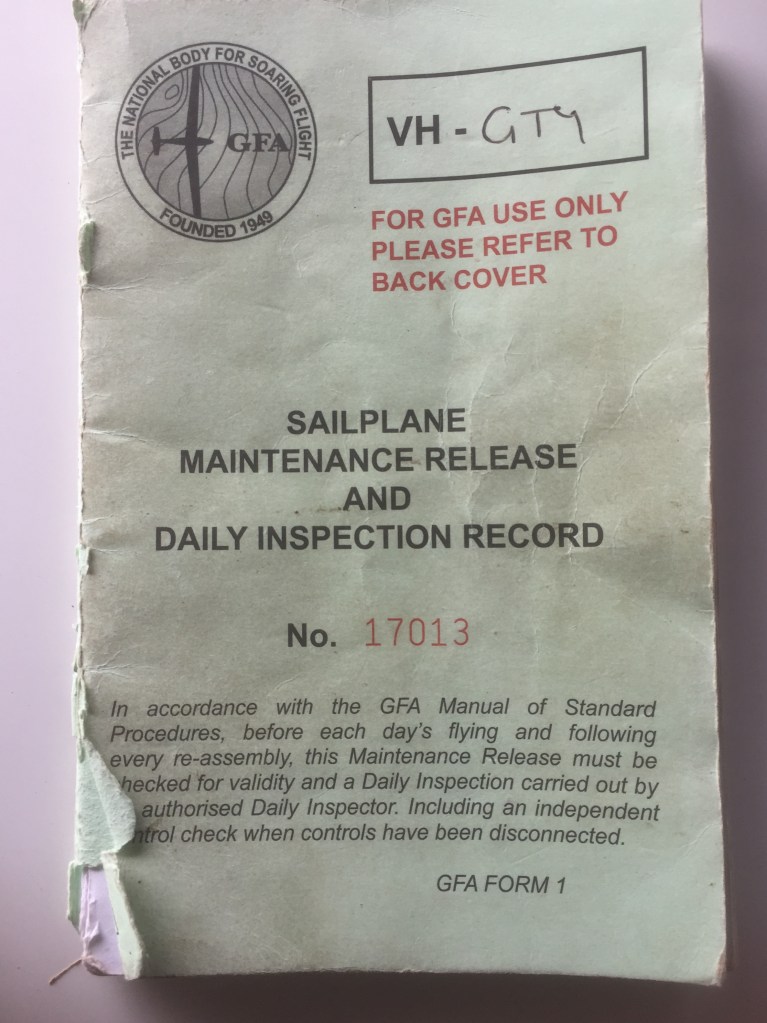 THE NATIONAL BODY FOR SOARING FLIGHT
GFA
FOUNDED 1949
VH - GTY
FOR GFA USE ONLY
PLEASE REFER TO
BACK COVER
SAILPLANE
MAINTENANCE RELEASE
AND
DAILY INSPECTION RECORD
No. 17013
In accordance with the GFA Manual of Standard
Procedures, before each day's flying and following
every re-assembly, this Maintenance Release must be
hecked for validity and a Daily Inspection carried out by
authorised Daily Inspector. Including an independent
ntrol check when controls have been disconnected.
GFA FORM 1